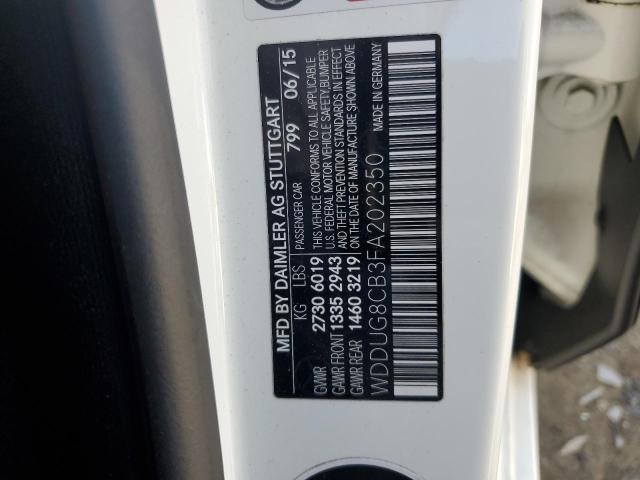 MFD BY DAIMLER AG STUTTGART
KG LBS PASSENGER CAR 799 06/15
GVWR 2730 6019 THIS VEHICLE CONFORMS TO ALL APPLICABLE
U.S. FEDERAL MOTOR VEHICLE SAFETY BUMPER
GAWR FRONT 1335 2943 AND THEFT PREVENTION STANDARDS IN EFFECT
GAWR REAR 1460 3219 ON THE DATE OF MANUFACTURE SHOWN ABOVE
WDDUG8CB3FA202350 MADE IN GERMANY